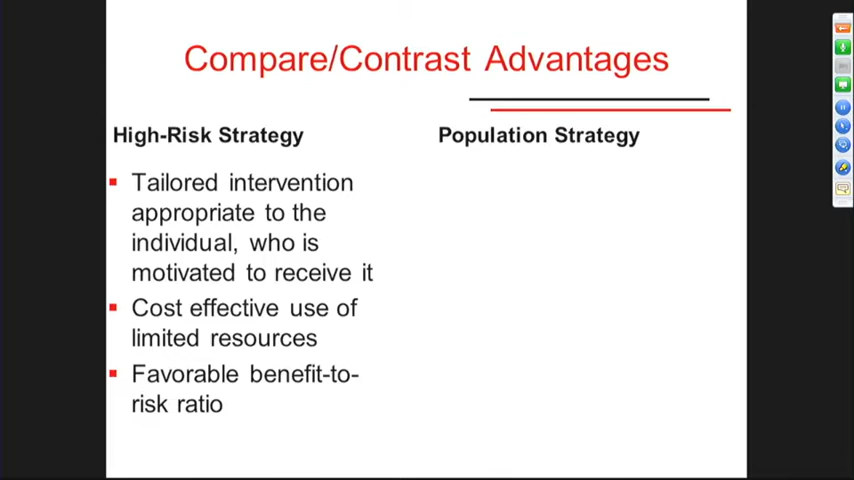 Compare/Contrast Advantages
High-Risk Strategy
Tailored intervention
appropriate to the
individual, who is
motivated to receive it
Cost effective use of
limited resources
Favorable benefit-to-
risk ratio
Population Strategy